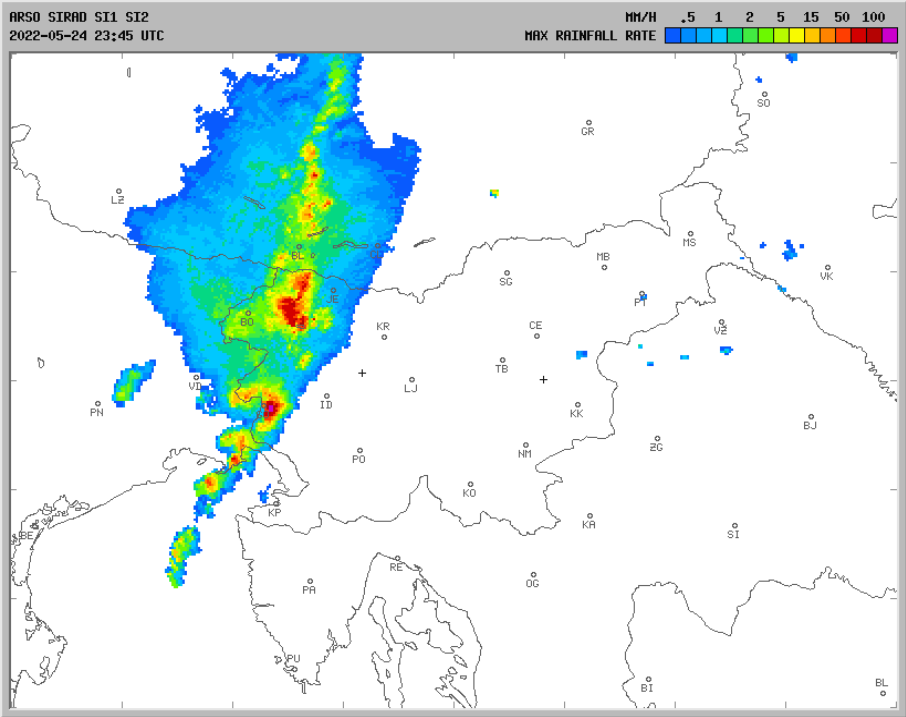 ARSO SIRAD SI1 SI2
2022-05-24 23:45 UTC
MM/H .5 1 2 5 15 50 100
MAX RAINFALL RATE
SO
GR
LZ
MS
BL
MB
VK
SG
JE
PT
BO
VZ
KR
CE
TB
VD
LJ
ID
PN
KK
BJ
ZG
NM
PO
KO
KP
KA
SI
BE
RE
OG
PA
PU
BI
BL